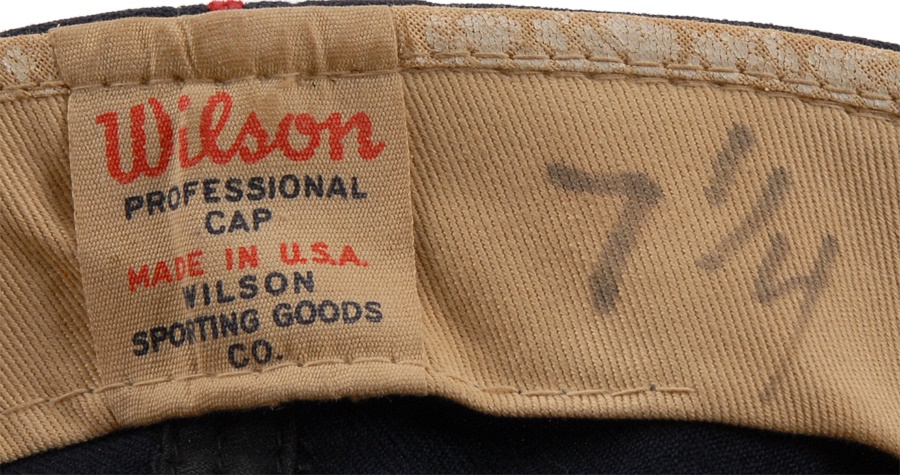 Wilson
PROFESSIONAL
CAP
MADE IN U.S.A.
WILSON
SPORTING GOODS
CO.
7 1/4